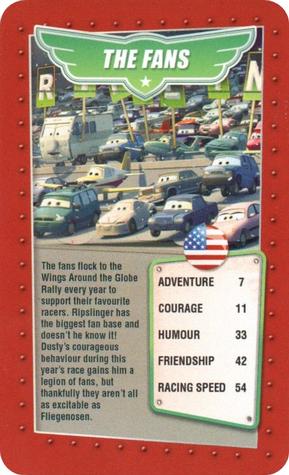 THE FANS
R
N
The fans flock to the
Wings Around the Globe
Rally every year to
support their favourite
racers. Ripslinger has
the biggest fan base and
doesn't he know it!
Dusty's courageous
behaviour during this
year's race gains him a
legion of fans, but
thankfully they aren't all
as excitable as
Fliegenosen.
ADVENTURE 7
COURAGE 11
HUMOUR 33
FRIENDSHIP 42
RACING SPEED 54